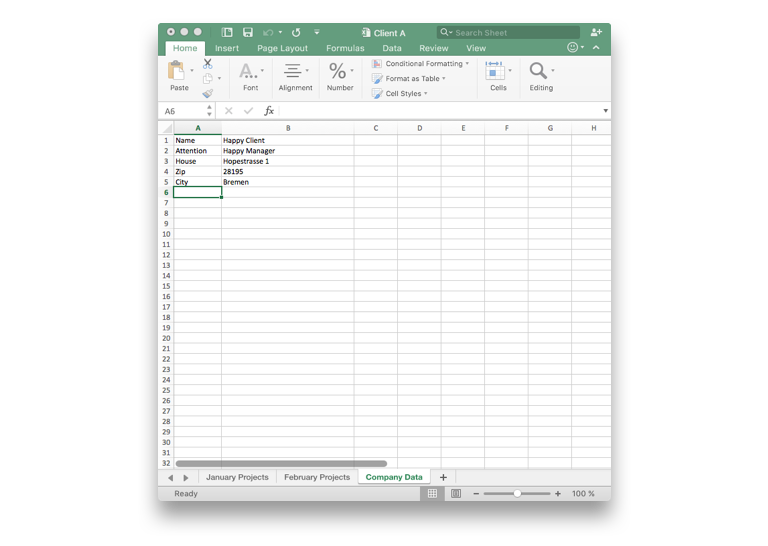 Client A
Search Sheet
Home Insert Page Layout Formulas Data Review View
Paste
A...
Font
Alignment
%
Number
Conditional Formatting
Format as Table
Cell Styles
Cells
Editing
A6
fx
A B C D E F G H
1 Name Happy Client
2 Attention Happy Manager
3 House Hopestrasse 1
4 Zip 28195
5 City Bremen
6
7
8
9
10
11
12
13
14
15
16
17
18
19
20
21
22
23
24
25
26
27
28
29
30
31
32
January Projects February Projects Company Data +
Ready
100 %